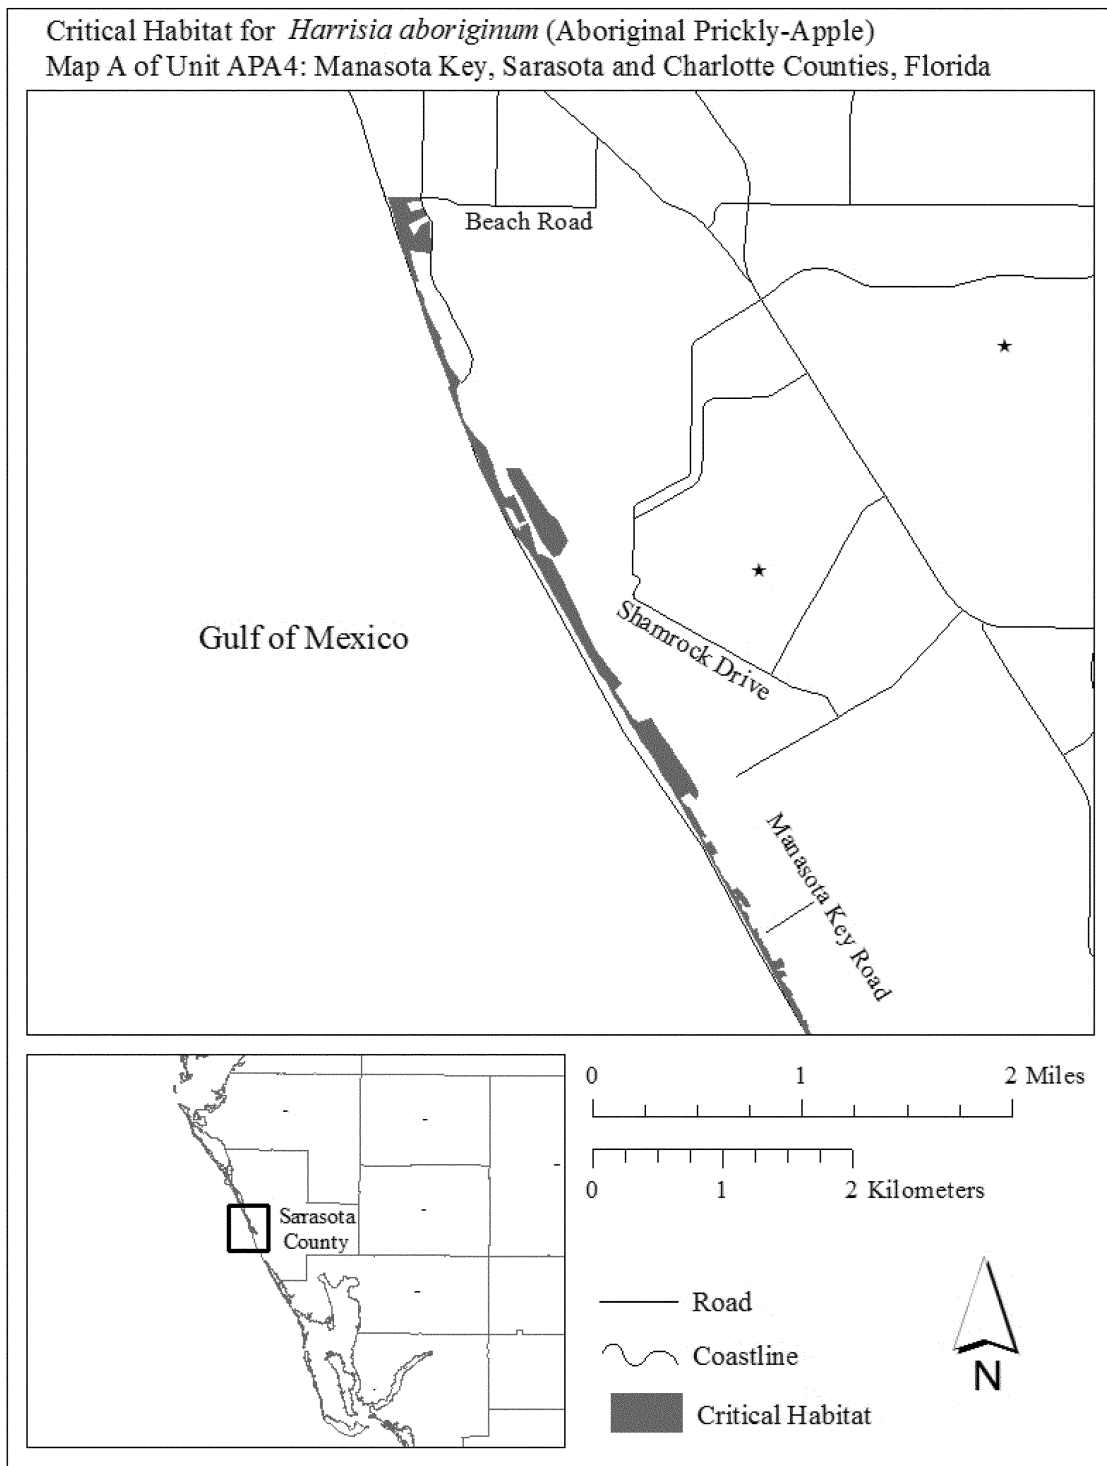 Critical Habitat for Harrisia aboriginum (Aboriginal Prickly-Apple)
Map A of Unit APA4: Manasota Key, Sarasota and Charlotte Counties, Florida
Beach Road
Gulf of Mexico
Shamrock Drive
Manasota Key Road
Sarasota
County
0 1 2 Miles
0 1 2 Kilometers
Road
Coastline
Critical Habitat
N